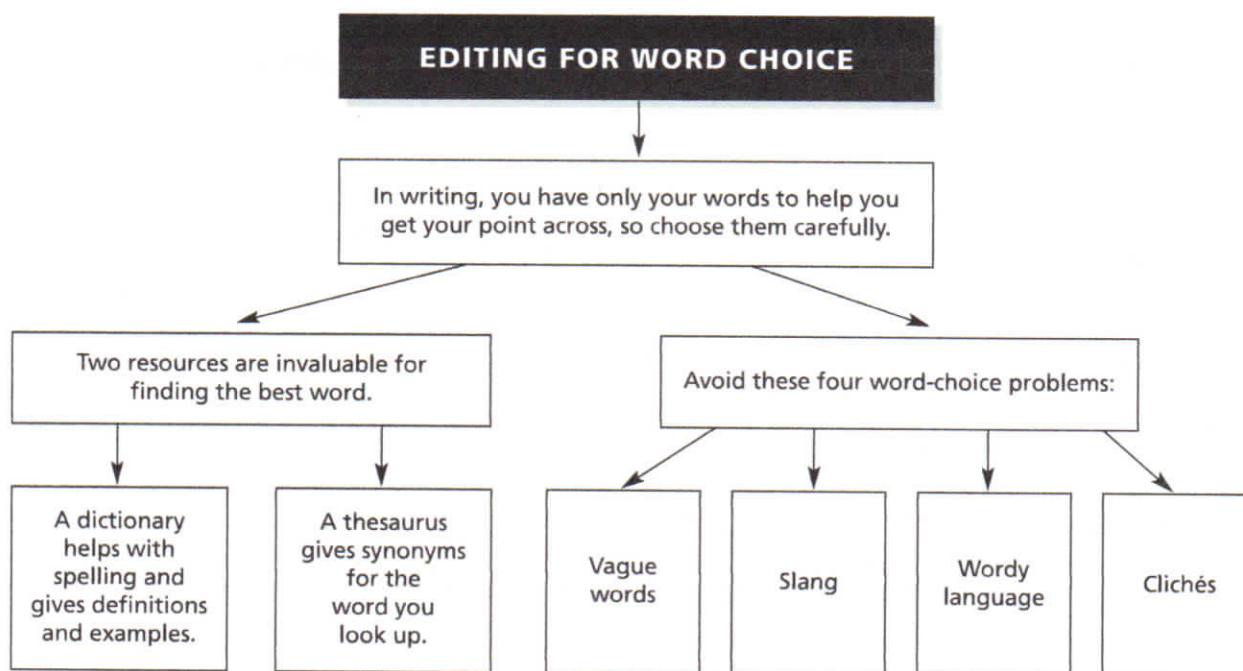 EDITING FOR WORD CHOICE
In writing, you have only your words to help you
get your point across, so choose them carefully.
Two resources are invaluable for
finding the best word.
Avoid these four word-choice problems:
A dictionary
helps with
spelling and
gives definitions
and examples.
A thesaurus
gives synonyms
for the
word you
look up.
Vague
words
Slang
Wordy
language
Clichés